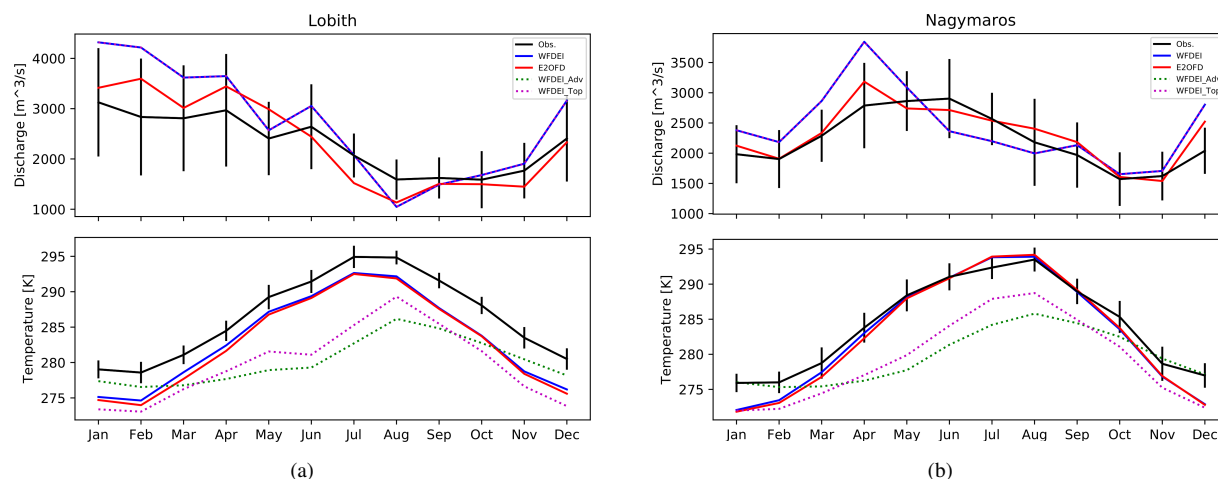 Lobith
Discharge [m^3/s]
4000
3000
2000
1000
Obs.
WFDEI
E2OFD
WFDEI_Adv
WFDEI_Top
Temperature [K]
295
290
285
280
275
Jan Feb Mar Apr May Jun Jul Aug Sep Oct Nov Dec
(a)
Nagymaros
Discharge [m^3/s]
3500
3000
2500
2000
1500
1000
Obs.
WFDEI
E2OFD
WFDEI_Adv
WFDEI_Top
Temperature [K]
295
290
285
280
275
Jan Feb Mar Apr May Jun Jul Aug Sep Oct Nov Dec
(b)